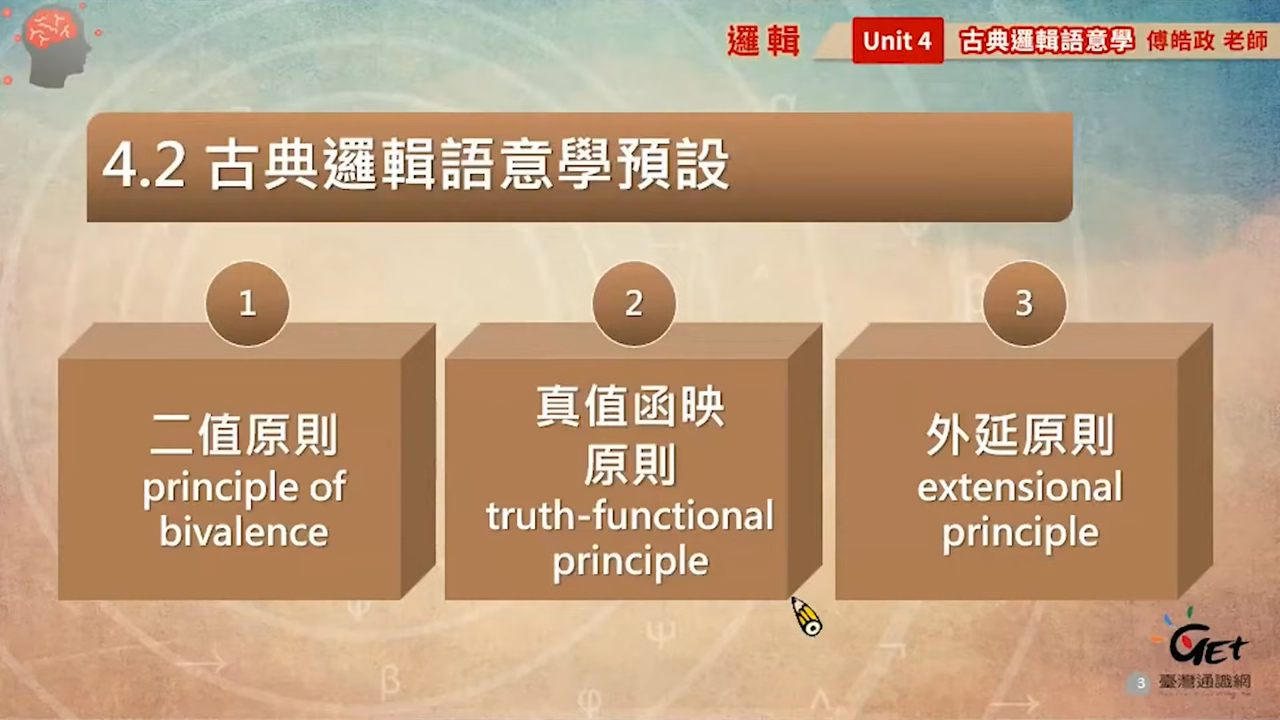 邏輯
Unit 4
古典邏輯語意學 傅皓政 老師
4.2 古典邏輯語意學預設
1
二值原則
principle of
bivalence
2
真值函映
原則
truth-functional
principle
3
外延原則
extensional
principle
GEt
3
臺灣通識網